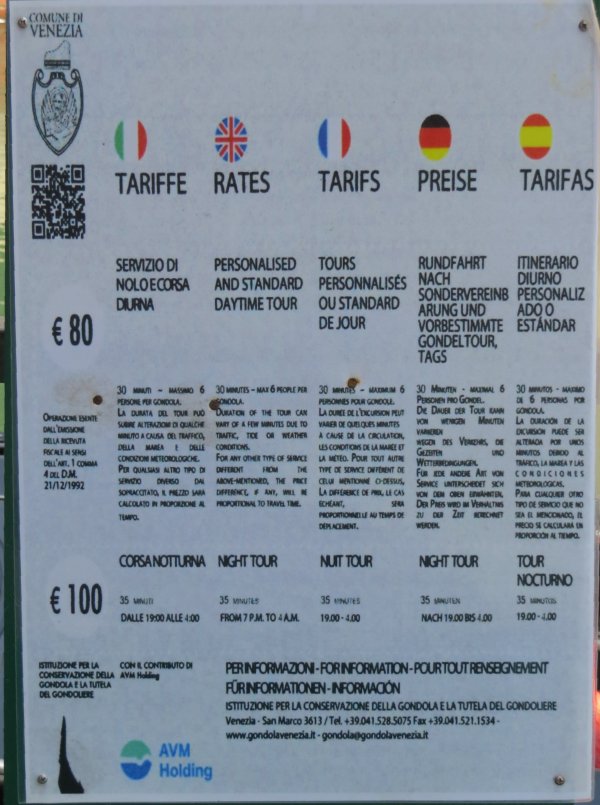 COMUNE DI
VENEZIA
TARIFFE
RATES
TARIFS
PREISE
TARIFAS
€ 80
SERVIZIO DI
NOLO E CORSA
DIURNA
PERSONALISED
AND STANDARD
DAYTIME TOUR
TOURS
PERSONNALISÉS
OU STANDARD
DE JOUR
RUNDFAHRT
NACH
SONDERVEREINB
ARUNG UND
VORBESTIMMTE
GONDELTOUR,
TAGS
ITINERARIO
DIURNO
PERSONALIZ
ADO O
ESTÁNDAR
OPERAZIONE ESENTE
DALL'EMISSIONE
DELLA RICEVUTA
FISCALE AI SENSI
DELL'ART. 1 COMMA
4 DEL D.M.
21/12/1992
30 MINUTI – MASSIMO 6
PERSONE PER GONDOLA.
LA DURATA DEL TOUR PUÒ
SUBIRE ALTERAZIONI DI QUALCHE
MINUTO A CAUSA DEL TRAFFICO,
DELLA MAREA E DELLE
CONDIZIONI METEOROLOGICHE.
PER QUALSIASI ALTRO TIPO DI
SERVIZIO DIVERSO DAL
SOPRACCITATO, IL PREZZO SARÀ
CALCOLATO IN PROPORZIONE AL
TEMPO.
30 MINUTES – MAX 6 PEOPLE PER
GONDOLA.
DURATION OF THE TOUR CAN
VARY OF A FEW MINUTES DUE TO
TRAFFIC, TIDE OR WEATHER
CONDITIONS.
FOR ANY OTHER TYPE OF SERVICE
DIFFERENT FROM THE
ABOVE-MENTIONED, THE PRICE
DIFFERENCE, IF ANY, WILL BE
PROPORTIONAL TO TRAVEL TIME.
30 MINUTES – MAXIMUM 6
PERSONNES POUR GONDOLE.
LA DURÉE DE L'EXCURSION PEUT
VARIER DE QUELQUES MINUTES
À CAUSE DE LA CIRCULATION,
LES CONDITIONS DE LA MARÉE ET
LA MÉTÉO. POUR TOUT AUTRE
TYPE DE SERVICE DIFFÉRENT DE
CELUI MENTIONNÉ CI-DESSUS,
LA DIFFÉRENCE DE PRIX, LE CAS
ÉCHÉANT, SERA
PROPORTIONNELLE AU TEMPS DE
DÉPLACEMENT.
30 MINUTEN – MAXIMAL 6
PERSONEN PRO GONDEL.
DIE DAUER DER TOUR KANN
VON WENIGEN MINUTEN
VARIIEREN
WEGEN DES VERKEHRS, DIE
GEZEITEN UND
WETTERBEDINGUNGEN.
FÜR JEDE ANDERE ART VON
SERVICE UNTERSCHEIDET SICH
VON DEM OBEN ERWÄHNTEN,
DER PREIS WIRD IM VERHÄLTNIS
ZU DER ZEIT BERECHNET
WERDEN.
30 MINUTOS - MÁXIMO
DE 6 PERSONAS POR
GÓNDOLA.
LA DURACIÓN DE LA
EXCURSIÓN PUEDE SER
ALTERADA POR UNOS
MINUTOS DEBIDO AL
TRÁFICO, LA MAREA Y LAS
CONDICIONES
METEOROLÓGICAS.
PARA CUALQUIER OTRO
TIPO DE SERVICIO QUE NO
SEA EL MENCIONADO, EL
PRECIO SE CALCULARÁ EN
PROPORCIÓN AL TIEMPO.
€ 100
CORSA NOTTURNA
35 MINUTI
DALLE 19:00 ALLE 4:00
NIGHT TOUR
35 MINUTES
FROM 7 P.M. TO 4 A.M.
NUIT TOUR
35 MINUTES
19.00 - 4.00
NIGHT TOUR
35 MINUTEN
NACH 19.00 BIS 4.00
TOUR
NOCTURNO
35 MINUTOS
19.00 - 4.00
ISTITUZIONE PER LA
CONSERVAZIONE DELLA
GONDOLA E LA TUTELA
DEL GONDOLIERE
CON IL CONTRIBUTO DI
AVM Holding
AVM
Holding
PER INFORMAZIONI - FOR INFORMATION - POUR TOUT RENSEIGNEMENT
FÜR INFORMATIONEN - INFORMACIÓN
ISTITUZIONE PER LA CONSERVAZIONE DELLA GONDOLA E LA TUTELA DEL GONDOLIERE
Venezia - San Marco 3613 / Tel. +39.041.528.5075 Fax +39.041.521.1534 -
www.gondolavenezia.it - gondola@gondolavenezia.it